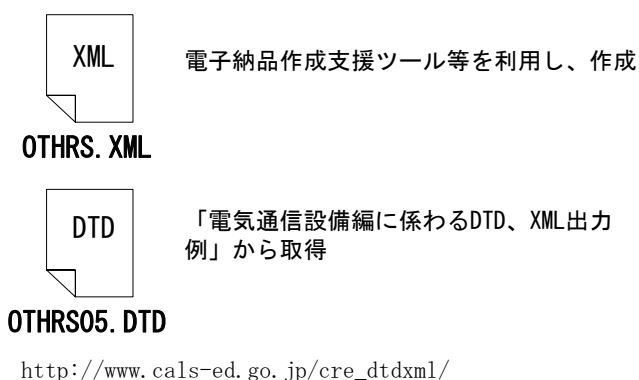 XML
電子納品作成支援ツール等を利用し、作成
OTHRS.XML
DTD
「電気通信設備編に係わるDTD、XML出力
例」から取得
OTHRS05.DTD
http://www.cals-ed.go.jp/cre_dtdxml/